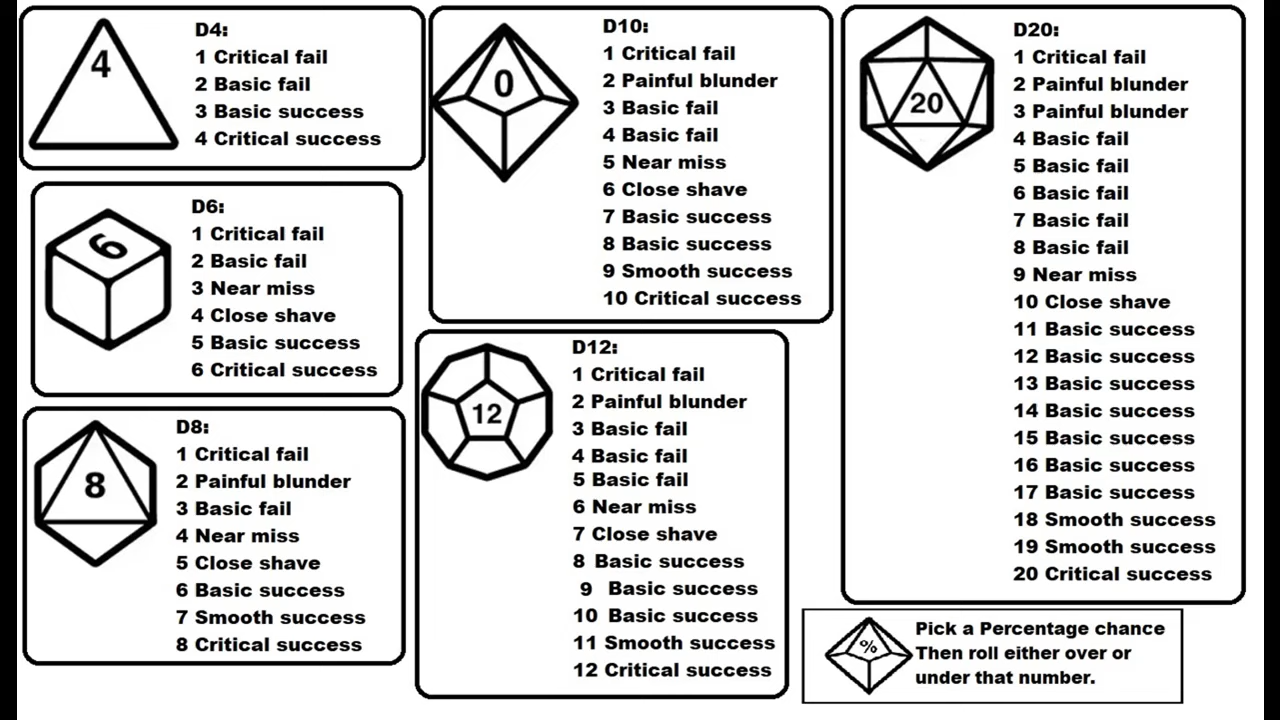 4
D4:
1 Critical fail
2 Basic fail
3 Basic success
4 Critical success
6
D6:
1 Critical fail
2 Basic fail
3 Near miss
4 Close shave
5 Basic success
6 Critical success
8
D8:
1 Critical fail
2 Painful blunder
3 Basic fail
4 Near miss
5 Close shave
6 Basic success
7 Smooth success
8 Critical success
0
D10:
1 Critical fail
2 Painful blunder
3 Basic fail
4 Basic fail
5 Near miss
6 Close shave
7 Basic success
8 Basic success
9 Smooth success
10 Critical success
12
D12:
1 Critical fail
2 Painful blunder
3 Basic fail
4 Basic fail
5 Basic fail
6 Near miss
7 Close shave
8 Basic success
9 Basic success
10 Basic success
11 Smooth success
12 Critical success
20
D20:
1 Critical fail
2 Painful blunder
3 Painful blunder
4 Basic fail
5 Basic fail
6 Basic fail
7 Basic fail
8 Basic fail
9 Near miss
10 Close shave
11 Basic success
12 Basic success
13 Basic success
14 Basic success
15 Basic success
16 Basic success
17 Basic success
18 Smooth success
19 Smooth success
20 Critical success
%
Pick a Percentage chance
Then roll either over or
under that number.